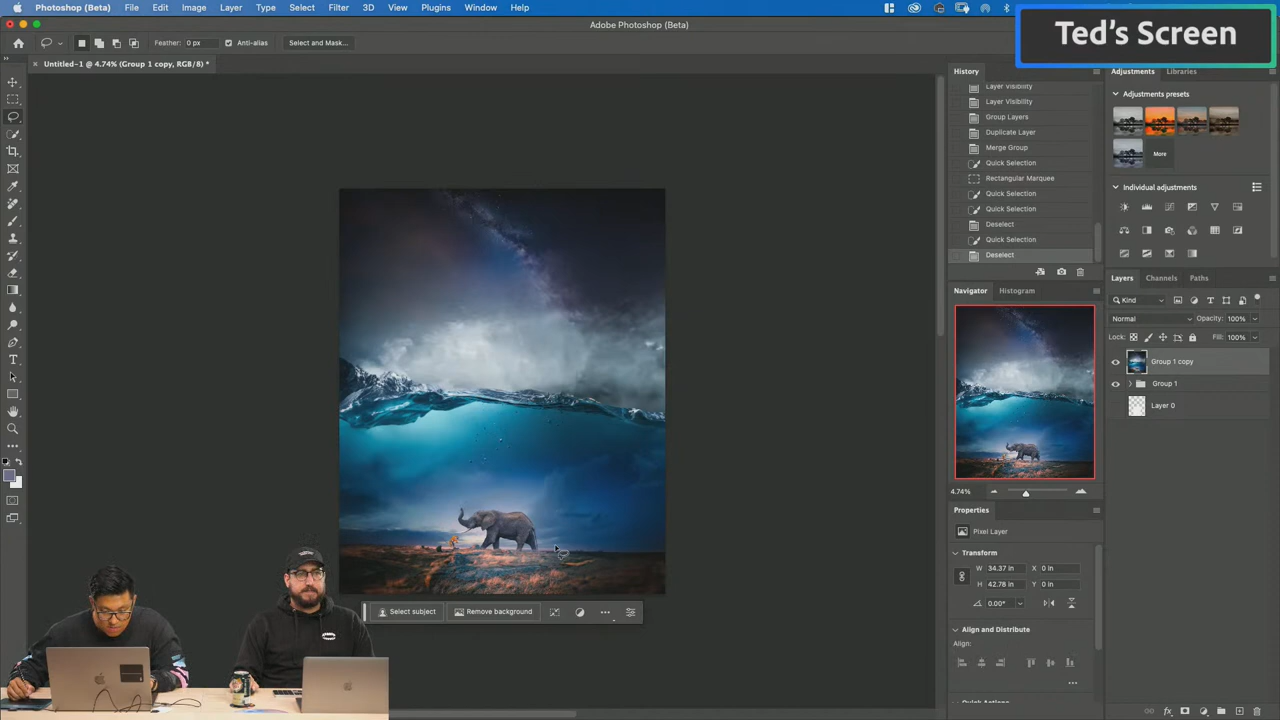 Photoshop (Beta) File Edit Image Layer Type Select Filter 3D View Plugins Window Help
Ted's Screen
Adobe Photoshop (Beta)
Feather: 0 px Anti-alias Select and Mask...
Untitled-1 @ 4.74% (Group 1 copy, RGB/8) *
History
Layer Visibility
Layer Visibility
Group Layers
Duplicate Layer
Merge Group
Quick Selection
Rectangular Marquee
Quick Selection
Quick Selection
Deselect
Quick Selection
Deselect
Navigator Histogram
4.74%
Properties
Pixel Layer
Transform
W 34.37 in X 0 in
H 42.78 in Y 0 in
0.00°
Align and Distribute
Align:
Adjustments Libraries
Adjustments presets
More
Individual adjustments
Layers Channels Paths
Kind
Normal Opacity: 100%
Lock: Fill: 100%
Group 1 copy
Group 1
Layer 0
Select subject Remove background